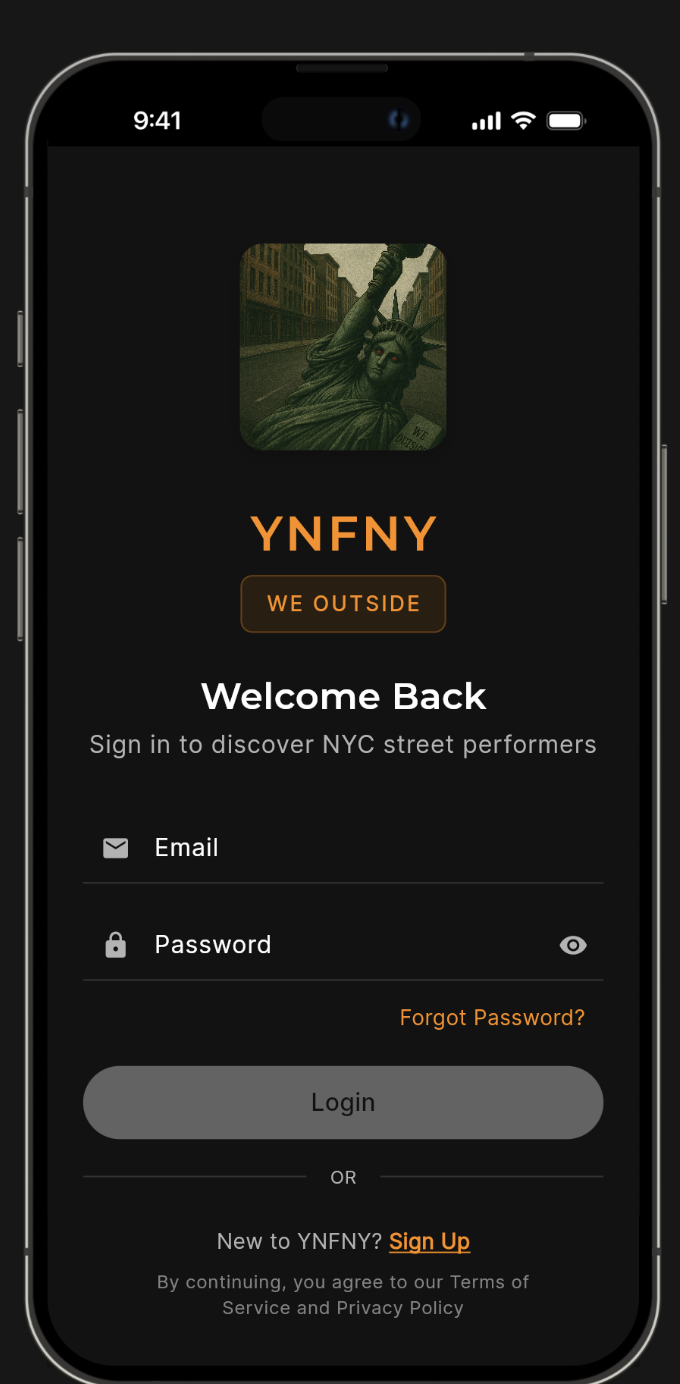 9:41
WE
OUTSIDE
YNFNY
WE OUTSIDE
Welcome Back
Sign in to discover NYC street performers
Email
Password
Forgot Password?
Login
OR
New to YNFNY? Sign Up
By continuing, you agree to our Terms of
Service and Privacy Policy